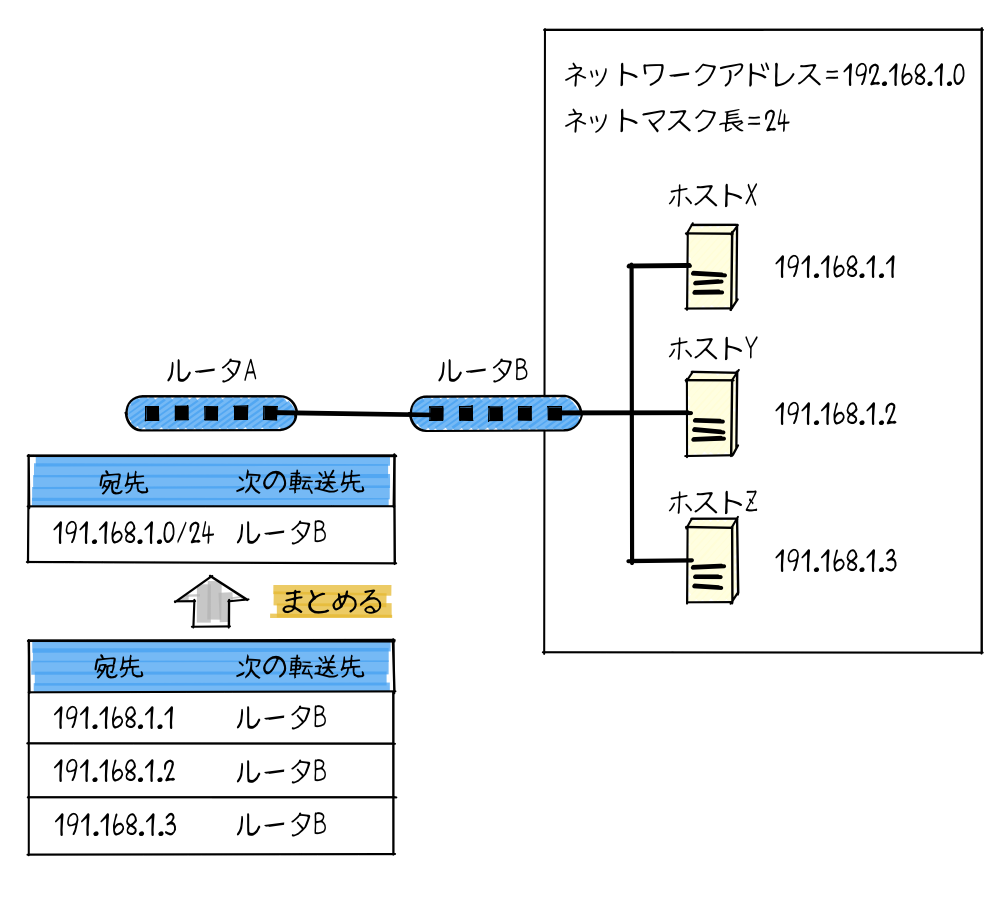 ネットワークアドレス=192.168.1.0
ネットマスク長=24
ホストX
191.168.1.1
ホストY
191.168.1.2
ホストZ
191.168.1.3
ルータA
ルータB
宛先 次の転送先
191.168.1.0/24 ルータB
まとめる
宛先 次の転送先
191.168.1.1 ルータB
191.168.1.2 ルータB
191.168.1.3 ルータB